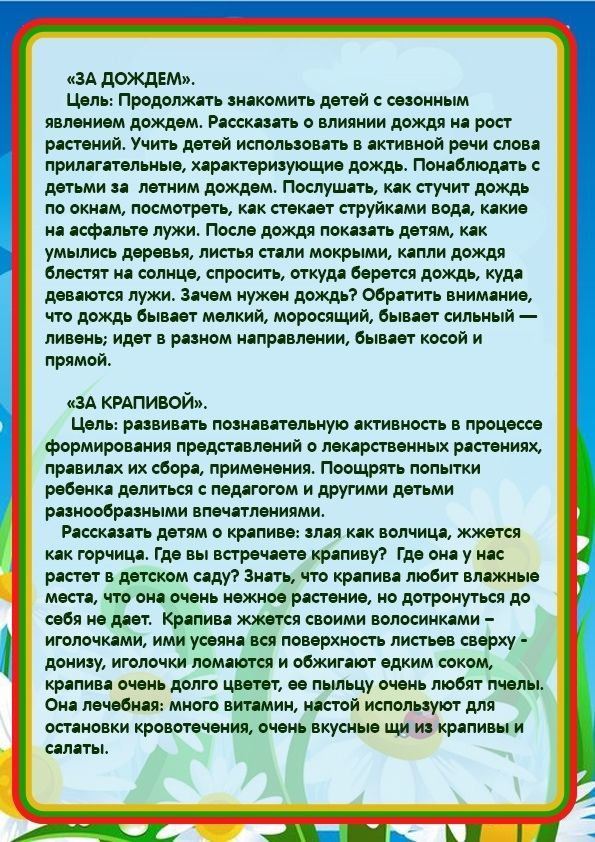 «ЗА ДОЖДЕМ».
Цель: Продолжать знакомить детей с сезонным
явлением дождем. Рассказать о влиянии дождя на рост
растений. Учить детей использовать в активной речи слова
прилагательные, характеризующие дождь. Понаблюдать с
детьми за летним дождем. Послушать, как стучит дождь
по окнам, посмотреть, как стекает струйками вода, какие
на асфальте лужи. После дождя показать детям, как
умылись деревья, листья стали мокрыми, капли дождя
блестят на солнце, спросить, откуда берется дождь, куда
деваются лужи. Зачем нужен дождь? Обратить внимание,
что дождь бывает мелкий, моросящий, бывает сильный —
ливень; идет в разном направлении, бывает косой и
прямой.
«ЗА КРАПИВОЙ».
Цель: развивать познавательную активность в процессе
формирования представлений о лекарственных растениях,
правилах их сбора, применения. Поощрять попытки
ребенка делиться с педагогом и другими детьми
разнообразными впечатлениями.
Рассказать детям о крапиве: злая как волчица, жжется
как горчица. Где вы встречаете крапиву? Где она у нас
растет в детском саду? Знать, что крапива любит влажные
места, что она очень нежное растение, но дотронуться до
себя не дает. Крапива жжется своими волосинками –
иголочками, ими усеяна вся поверхность листьев сверху -
донизу, иголочки ломаются и обжигают едким соком,
крапива очень долго цветет, ее пыльцу очень любят пчелы.
Она лечебная: много витамин, настой используют для
остановки кровотечения, очень вкусные щи из крапивы и
салаты.